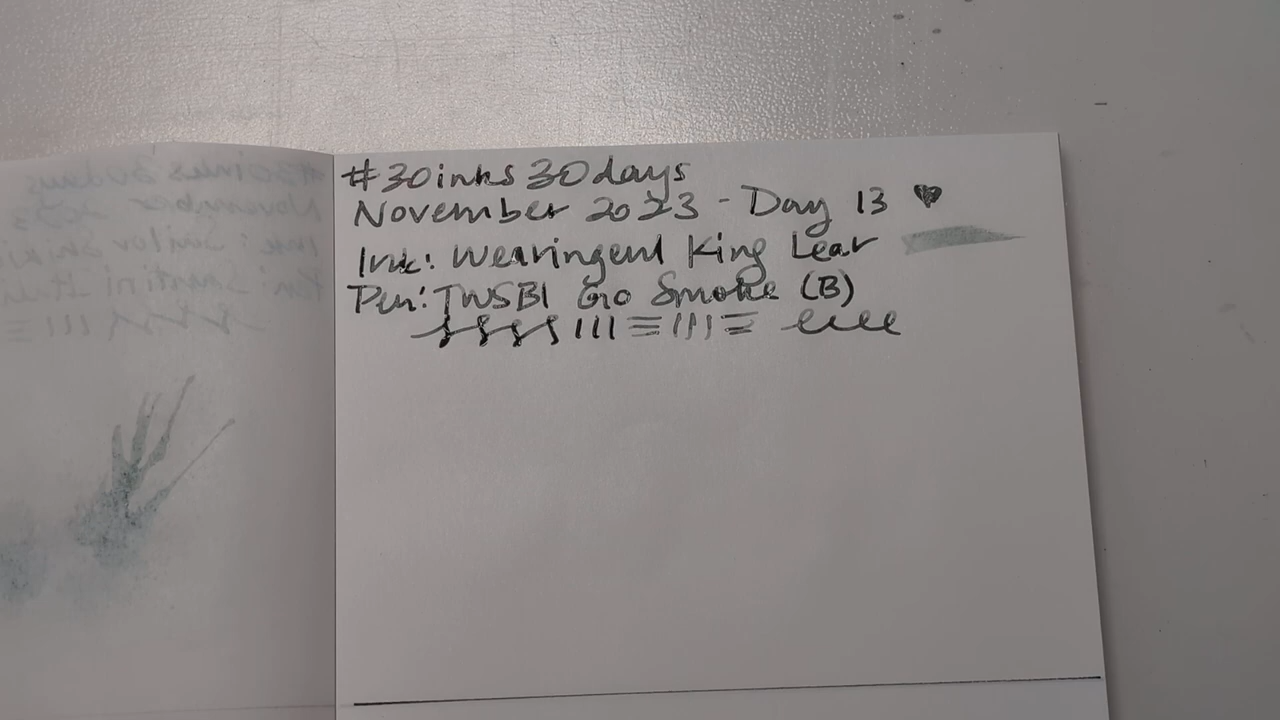 #30inks30days
November 2023 - Day 13 ♥
Ink: Wearingeul King Lear
Pen: TWSBI Go Smoke (B)